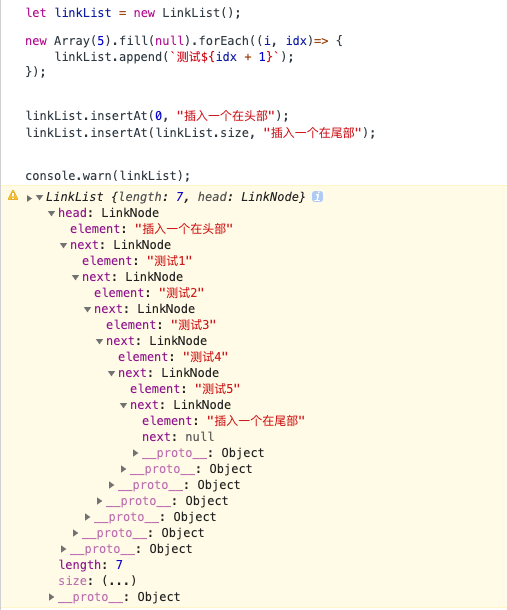 let linkList = new LinkList();
new Array(5).fill(null).forEach((i, idx)=> {
linkList.append(`测试${idx + 1}`);
});
linkList.insertAt(0, "插入一个在头部");
linkList.insertAt(linkList.size, "插入一个在尾部");
console.warn(linkList);
LinkList {length: 7, head: LinkNode} i
head: LinkNode
element: "插入一个在头部"
next: LinkNode
element: "测试1"
next: LinkNode
element: "测试2"
next: LinkNode
element: "测试3"
next: LinkNode
element: "测试4"
next: LinkNode
element: "测试5"
next: LinkNode
element: "插入一个在尾部"
next: null
__proto__: Object
__proto__: Object
__proto__: Object
__proto__: Object
__proto__: Object
__proto__: Object
__proto__: Object
length: 7
size: (...)
__proto__: Object